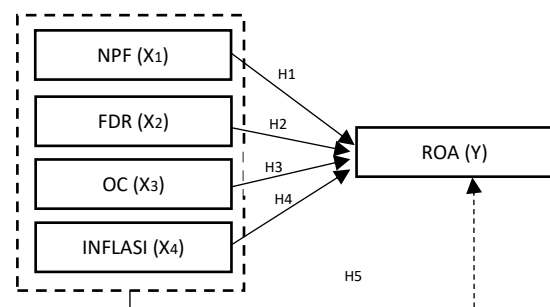 NPF (X1)
H1
FDR (X2)
H2
ROA (Y)
H3
OC (X3)
H4
INFLASI (X4)
H5